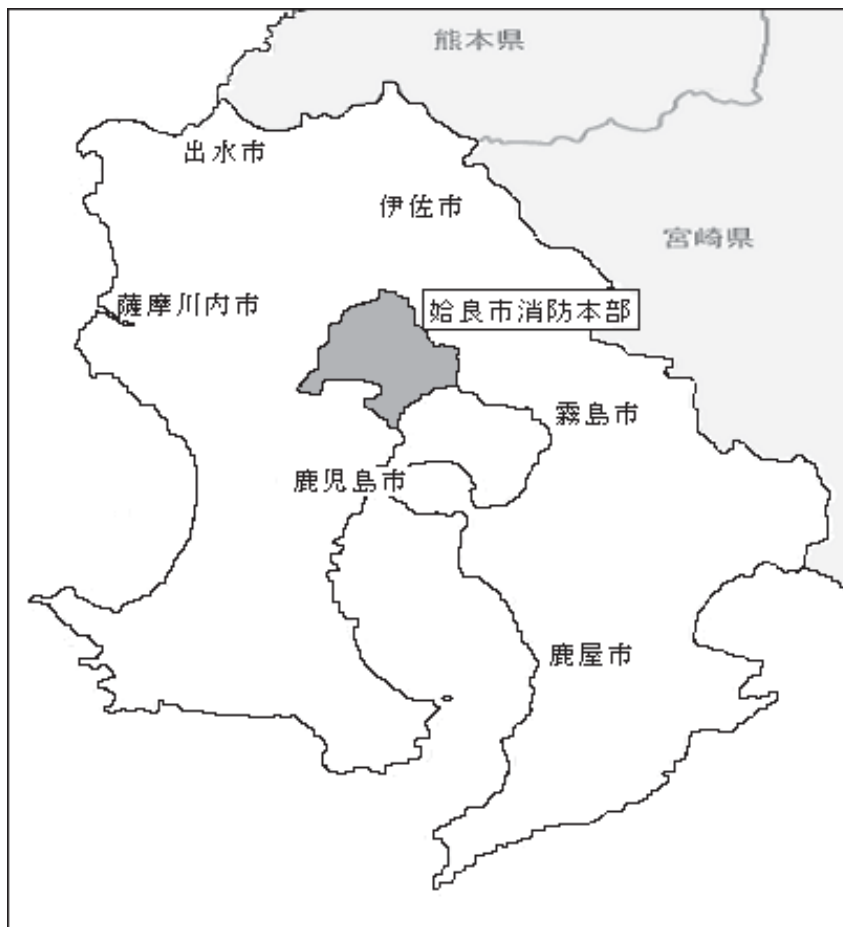 熊本県
出水市
伊佐市
宮崎県
薩摩川内市
姶良市消防本部
霧島市
鹿児島市
鹿屋市